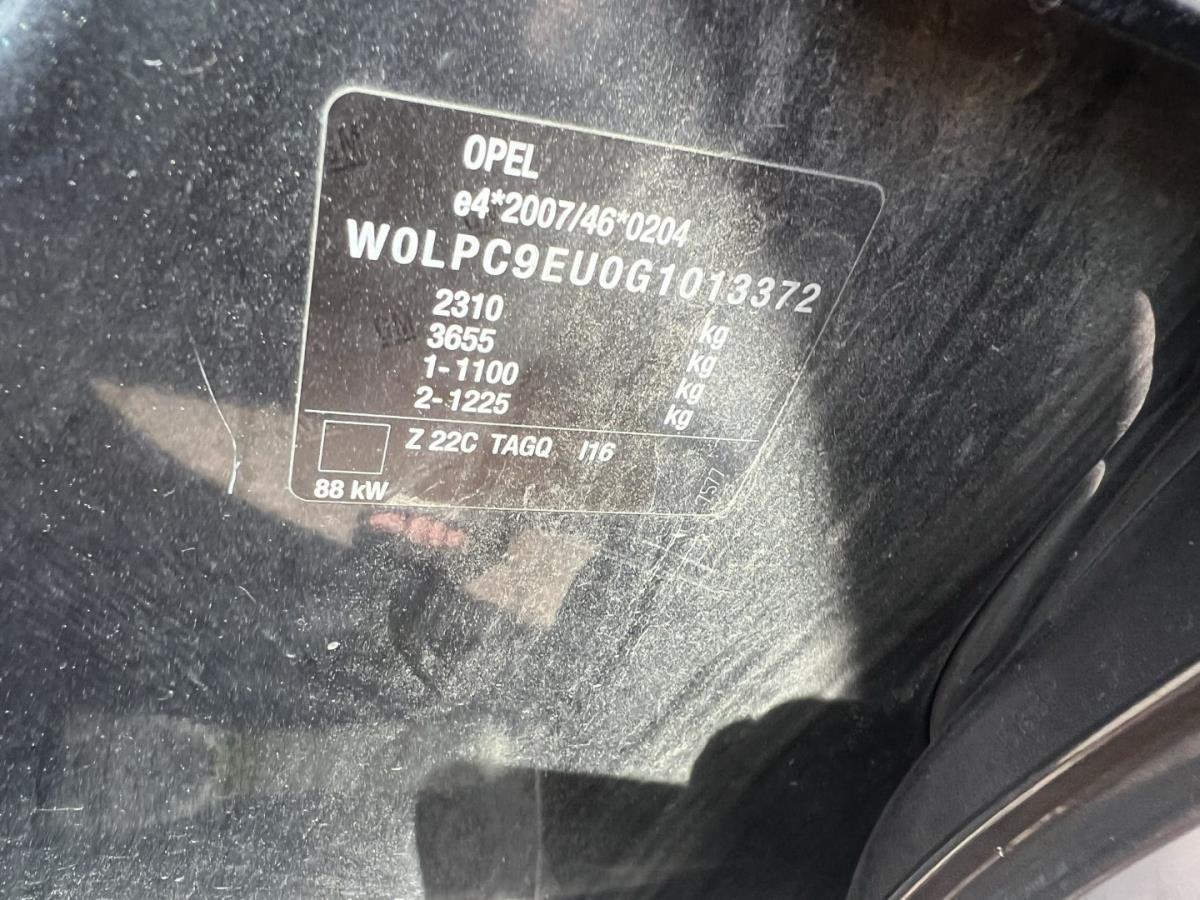 OPEL
e4*2007/46*0204
W0LPC9EU0G1013372
2310 kg
3655 kg
1-1100 kg
2-1225 kg
Z 22C TAGQ I16
88 kW